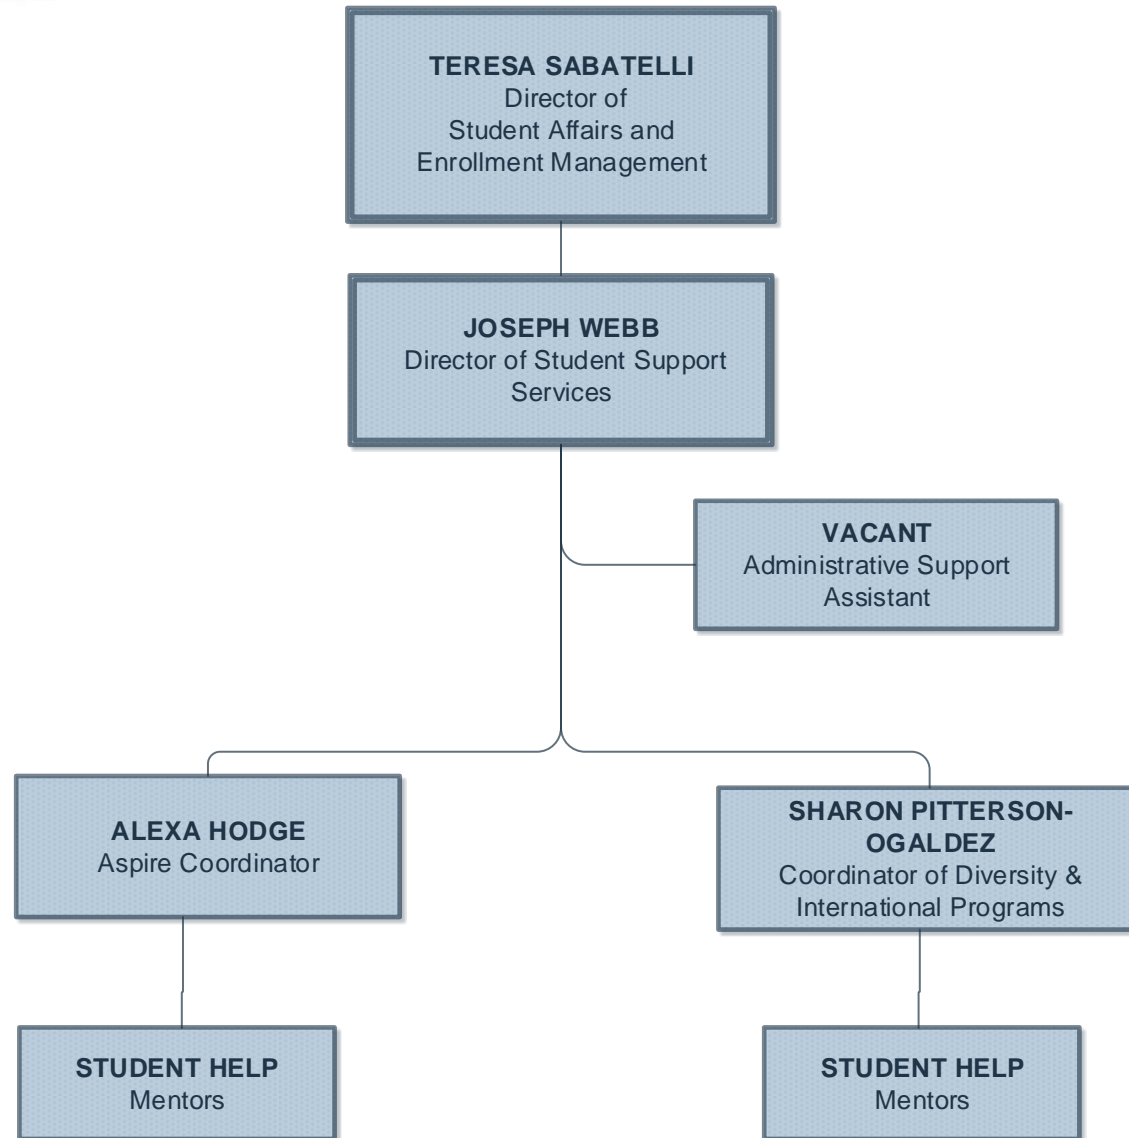 TERESA SABATELLI
Director of
Student Affairs and
Enrollment Management
JOSEPH WEBB
Director of Student Support
Services
VACANT
Administrative Support
Assistant
ALEXA HODGE
Aspire Coordinator
SHARON PITTERSON-
OGALDEZ
Coordinator of Diversity &
International Programs
STUDENT HELP
Mentors
STUDENT HELP
Mentors